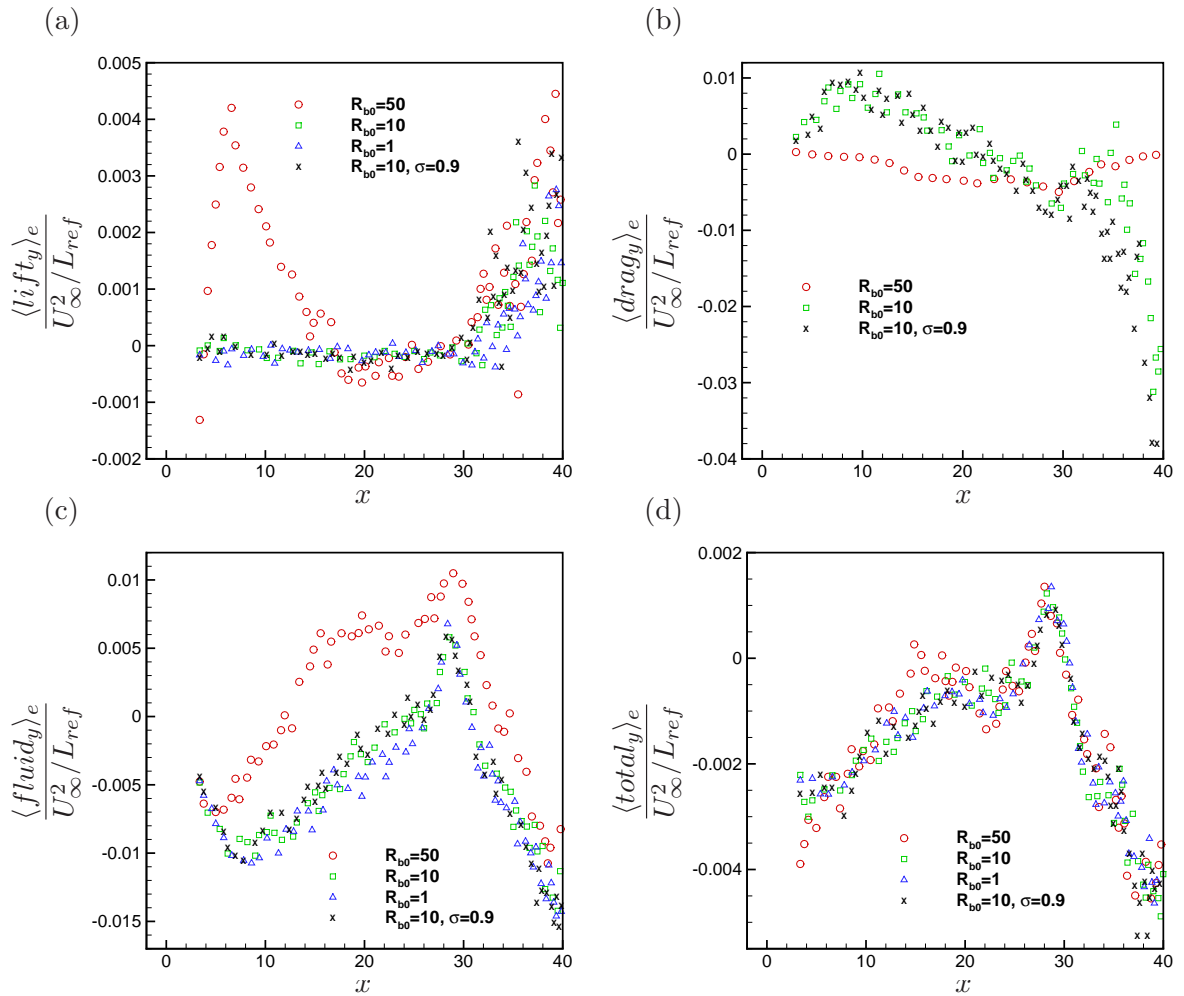 (a)
0.005
0.004
0.003
0.002
0.001
0
-0.001
-0.002
0 10 20 30 40
x
⟨lift_y⟩_e
U²_∞/L_ref
R_b0=50
R_b0=10
R_b0=1
R_b0=10, σ=0.9
(b)
0.01
0
-0.01
-0.02
-0.03
-0.04
0 10 20 30 40
x
⟨drag_y⟩_e
U²_∞/L_ref
R_b0=50
R_b0=10
R_b0=10, σ=0.9
(c)
0.01
0.005
0
-0.005
-0.01
-0.015
0 10 20 30 40
x
⟨fluid_y⟩_e
U²_∞/L_ref
R_b0=50
R_b0=10
R_b0=1
R_b0=10, σ=0.9
(d)
0.002
0
-0.002
-0.004
0 10 20 30 40
x
⟨total_y⟩_e
U²_∞/L_ref
R_b0=50
R_b0=10
R_b0=1
R_b0=10, σ=0.9